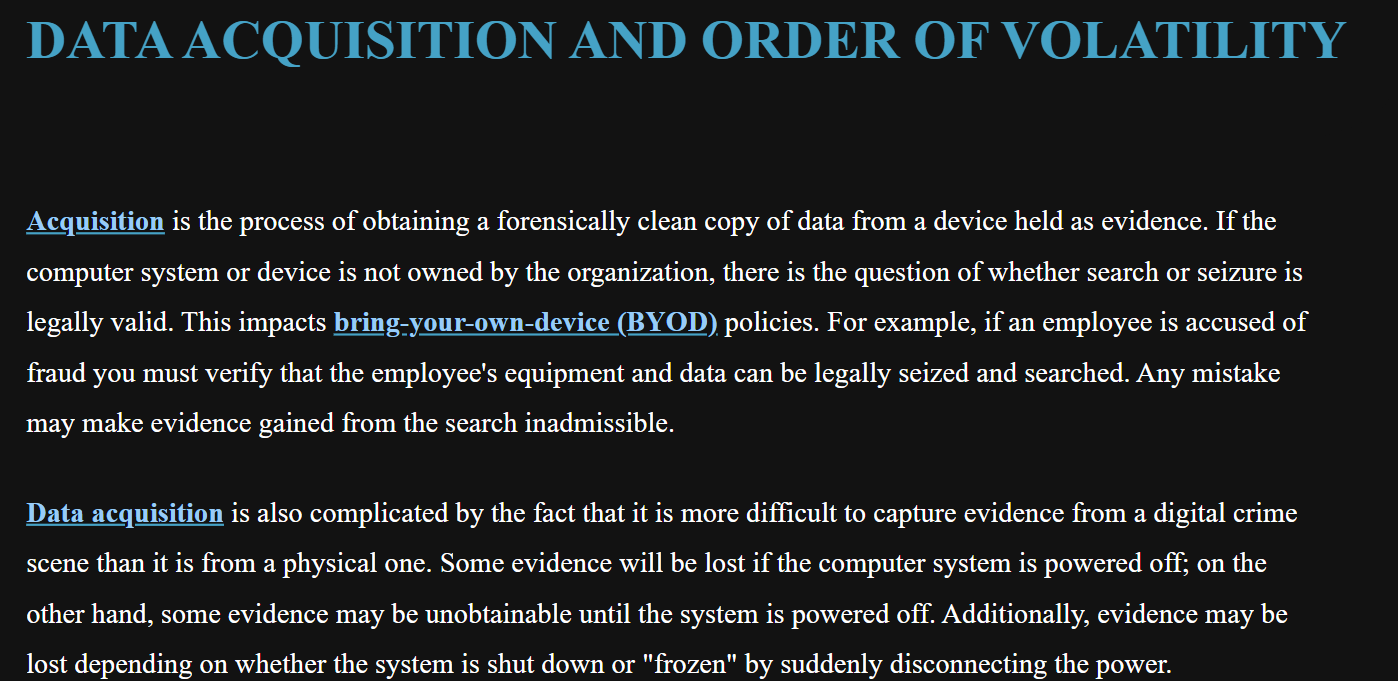 DATA ACQUISITION AND ORDER OF VOLATILITY
Acquisition is the process of obtaining a forensically clean copy of data from a device held as evidence. If the
computer system or device is not owned by the organization, there is the question of whether search or seizure is
legally valid. This impacts bring-your-own-device (BYOD) policies. For example, if an employee is accused of
fraud you must verify that the employee's equipment and data can be legally seized and searched. Any mistake
may make evidence gained from the search inadmissible.
Data acquisition is also complicated by the fact that it is more difficult to capture evidence from a digital crime
scene than it is from a physical one. Some evidence will be lost if the computer system is powered off; on the
other hand, some evidence may be unobtainable until the system is powered off. Additionally, evidence may be
lost depending on whether the system is shut down or "frozen" by suddenly disconnecting the power.